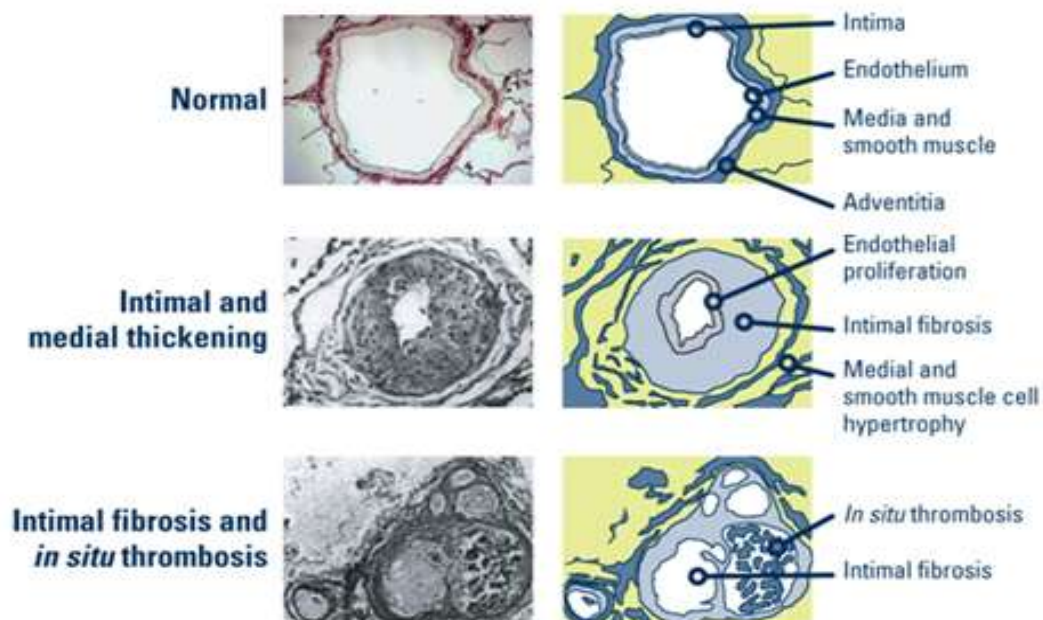 Normal
Intima
Endothelium
Media and
smooth muscle
Adventitia
Intimal and
medial thickening
Endothelial
proliferation
Intimal fibrosis
Medial and
smooth muscle cell
hypertrophy
Intimal fibrosis and
in situ thrombosis
In situ thrombosis
Intimal fibrosis